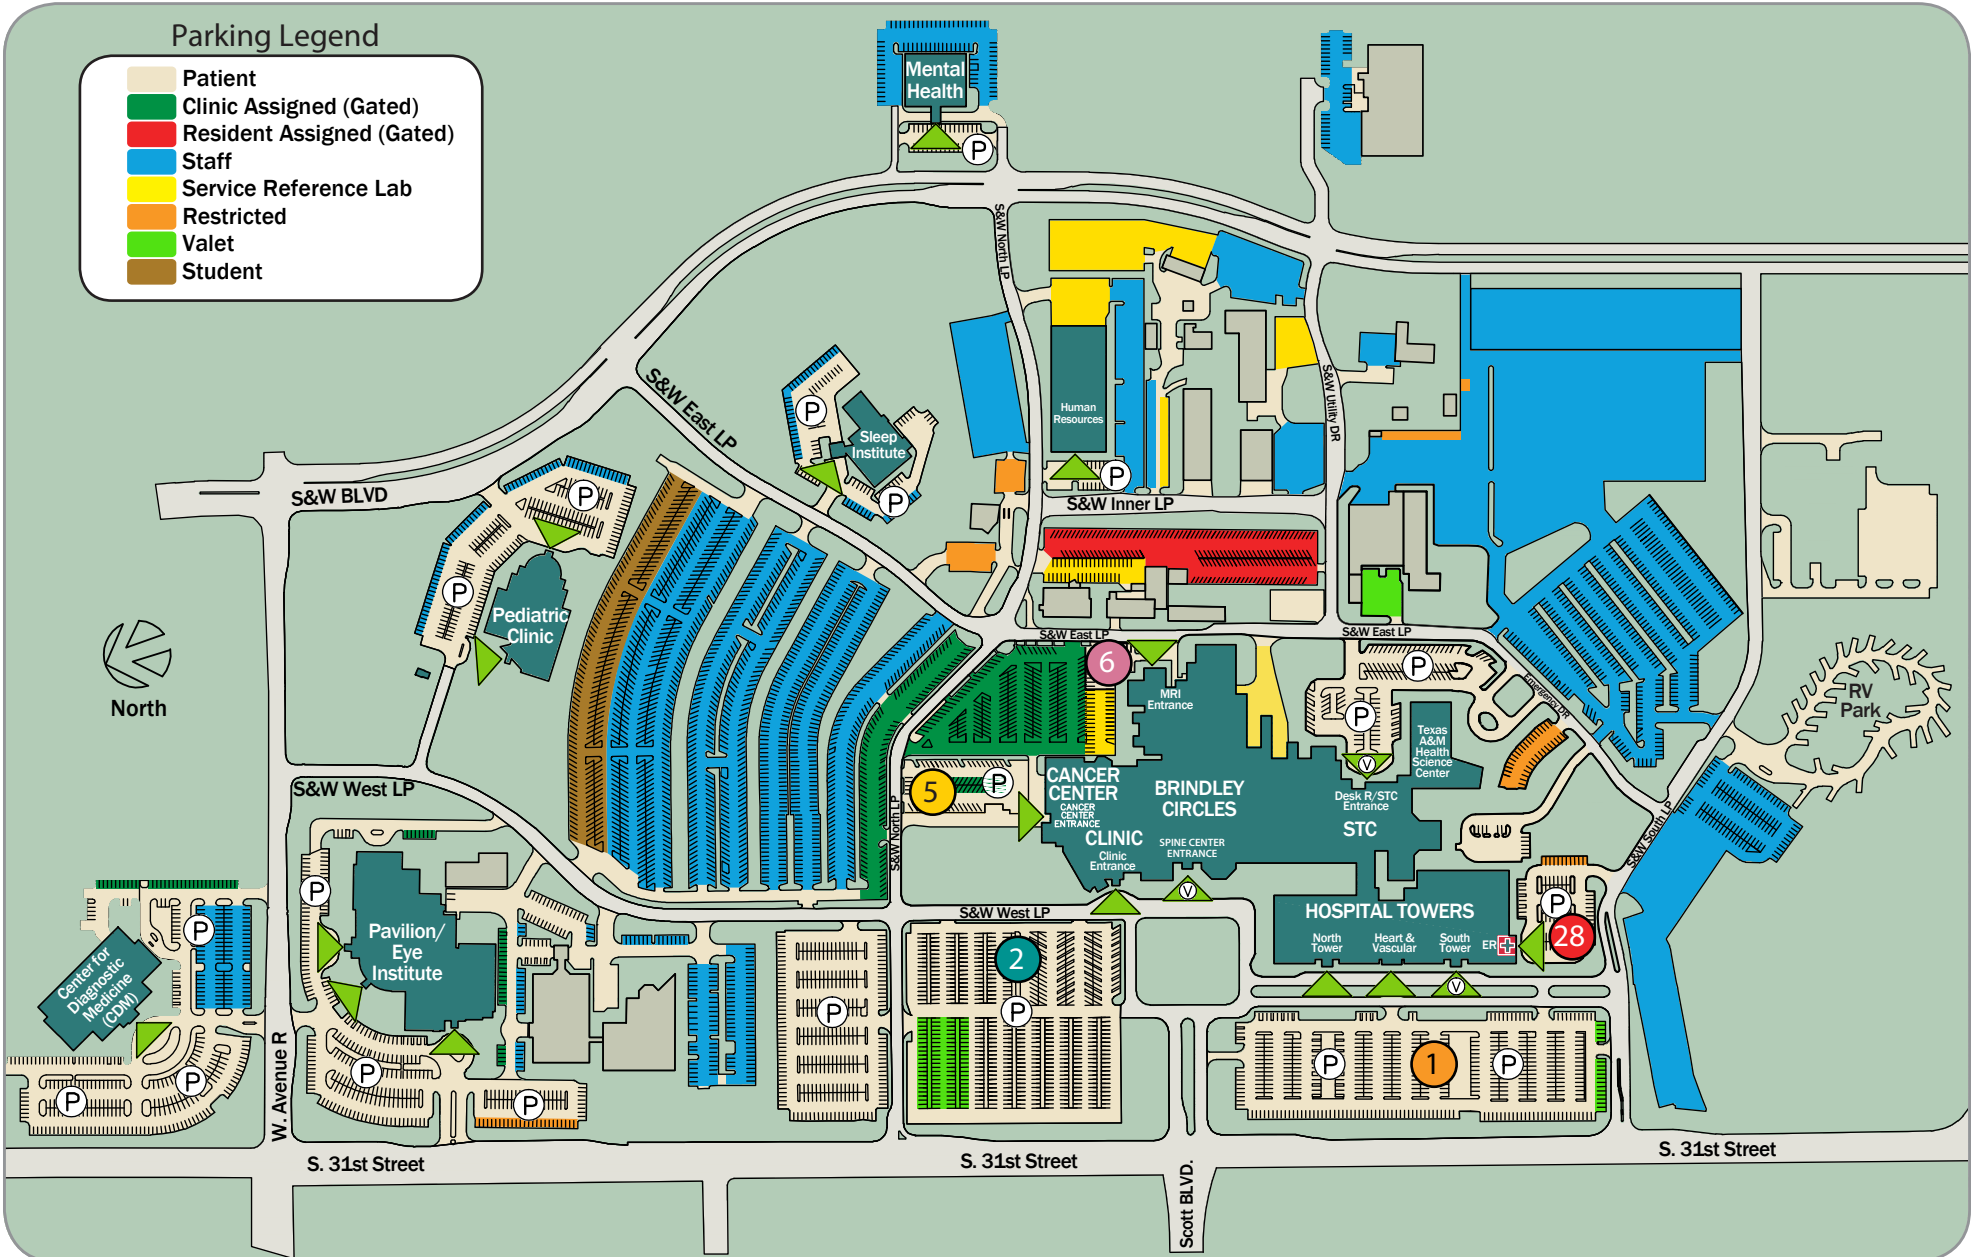 Parking Legend
Patient
Clinic Assigned (Gated)
Resident Assigned (Gated)
Staff
Service Reference Lab
Restricted
Valet
Student
Mental
Health
P
S&W North LP
S&W East LP
S&W Utility DR
Human
Resources
P
P
Sleep
Institute
P
S&W BLVD
P
S&W Inner LP
P
Pediatric
Clinic
North
S&W East LP
S&W East LP
6
P
MRI
Entrance
Emergency DR
RV
Park
P
Texas
A&M
Health
Science
Center
V
5
P
CANCER
CENTER
CANCER
CENTER
ENTRANCE
BRINDLEY
CIRCLES
Desk R/STC
Entrance
STC
CLINIC
Clinic
Entrance
SPINE CENTER
ENTRANCE
V
S&W West LP
S&W North LP
S&W South LP
P
P
Pavilion/
Eye
Institute
S&W West LP
HOSPITAL TOWERS
North
Tower
Heart &
Vascular
South
Tower
ER
P
28
V
Center for
Diagnostic
Medicine
(CDM)
2
P
P
P
1
P
W. Avenue R
P
P
P
P
S. 31st Street
S. 31st Street
S. 31st Street
Scott BLVD.